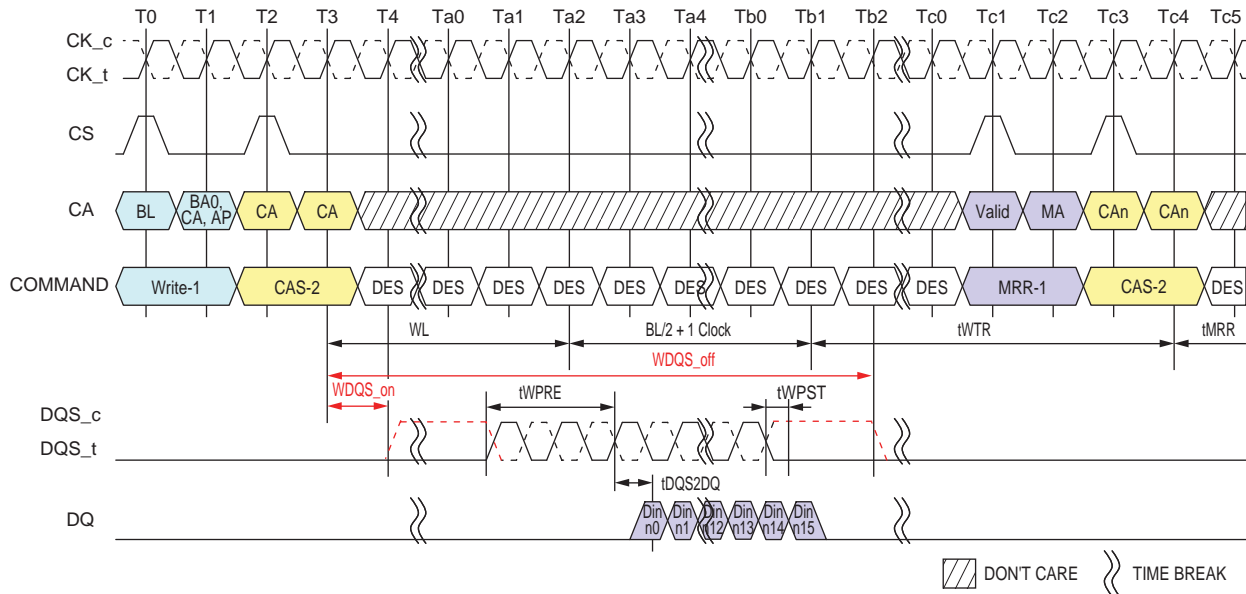 T0 T1 T2 T3 T4 Ta0 Ta1 Ta2 Ta3 Ta4 Tb0 Tb1 Tb2 Tc0 Tc1 Tc2 Tc3 Tc4 Tc5
CK_c
CK_t
CS
CA BL BA0, CA, AP CA CA Valid MA CAn CAn
COMMAND Write-1 CAS-2 DES DES DES DES DES DES DES DES DES DES MRR-1 CAS-2 DES
WL BL/2 + 1 Clock tWTR tMRR
WDQS_off
WDQS_on tWPRE tWPST
DQS_c
DQS_t
tDQS2DQ
DQ Din n0 Din n1 Din n12 Din n13 Din n14 Din n15
DON'T CARE TIME BREAK